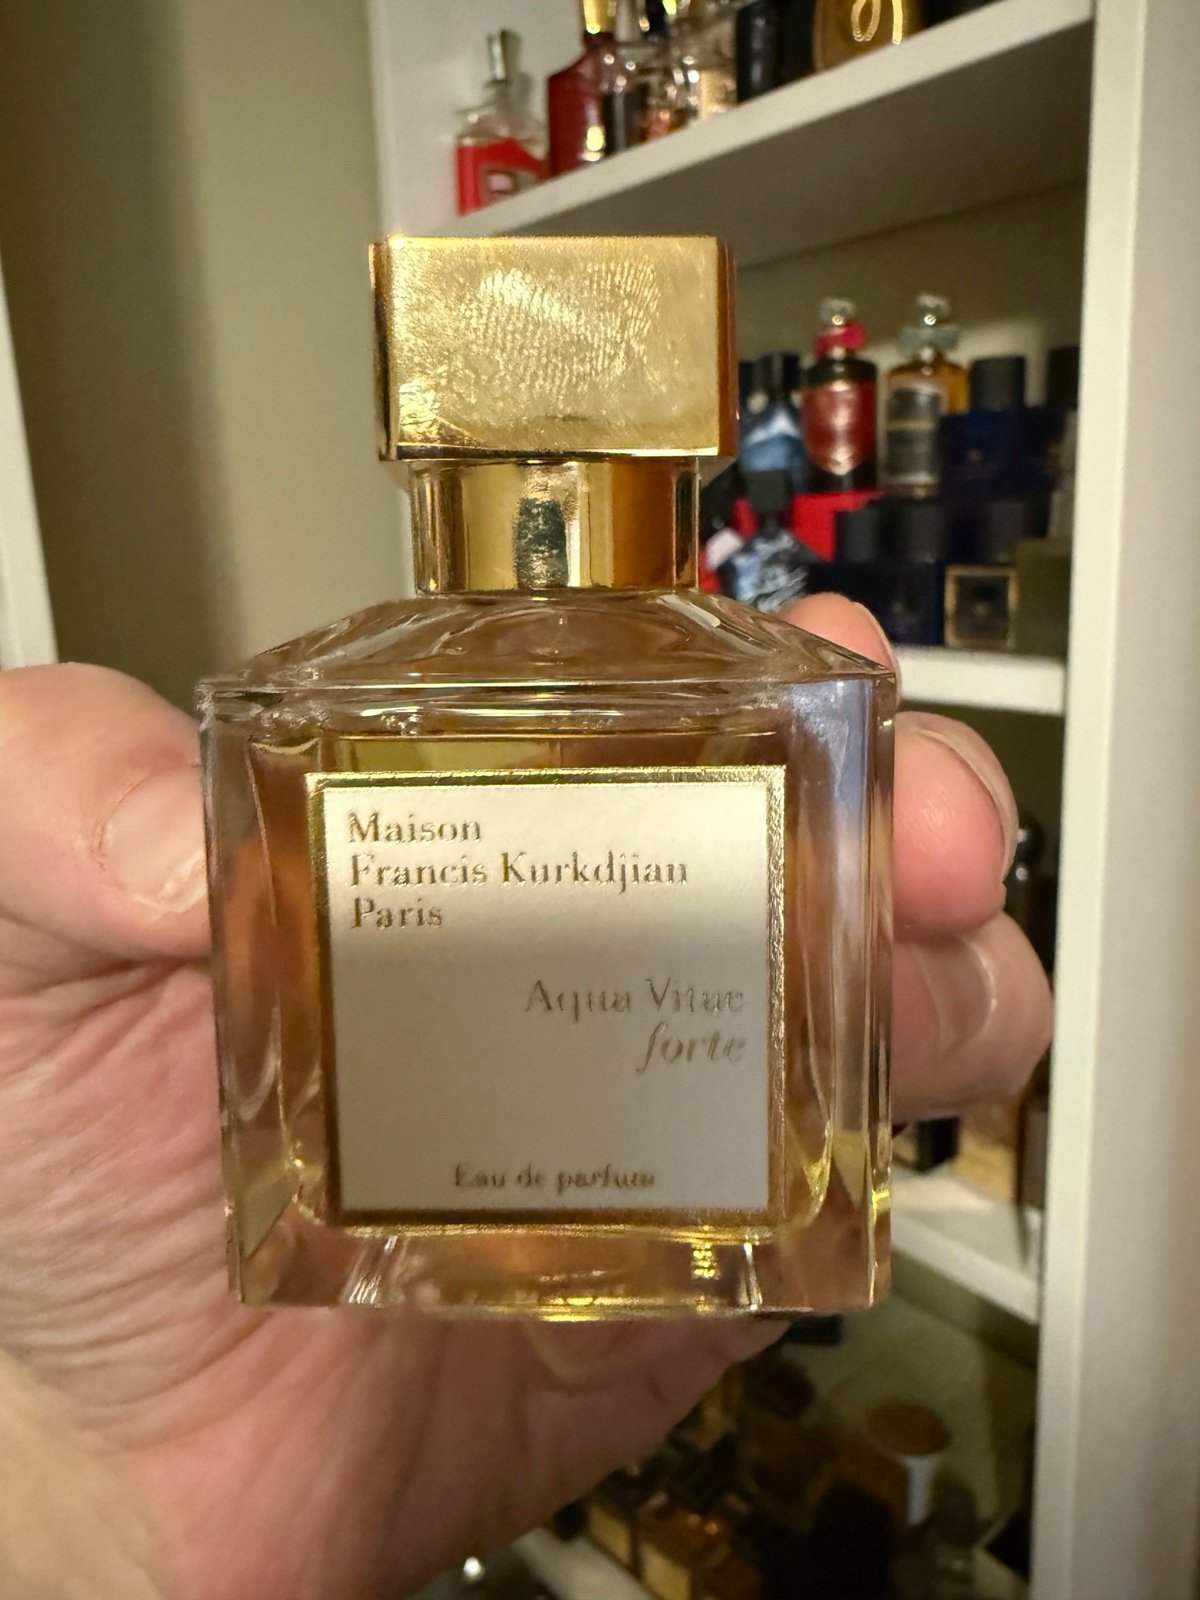 Maison
Francis Kurkdjian
Paris
Aqua Vitae
forte
Eau de parfum